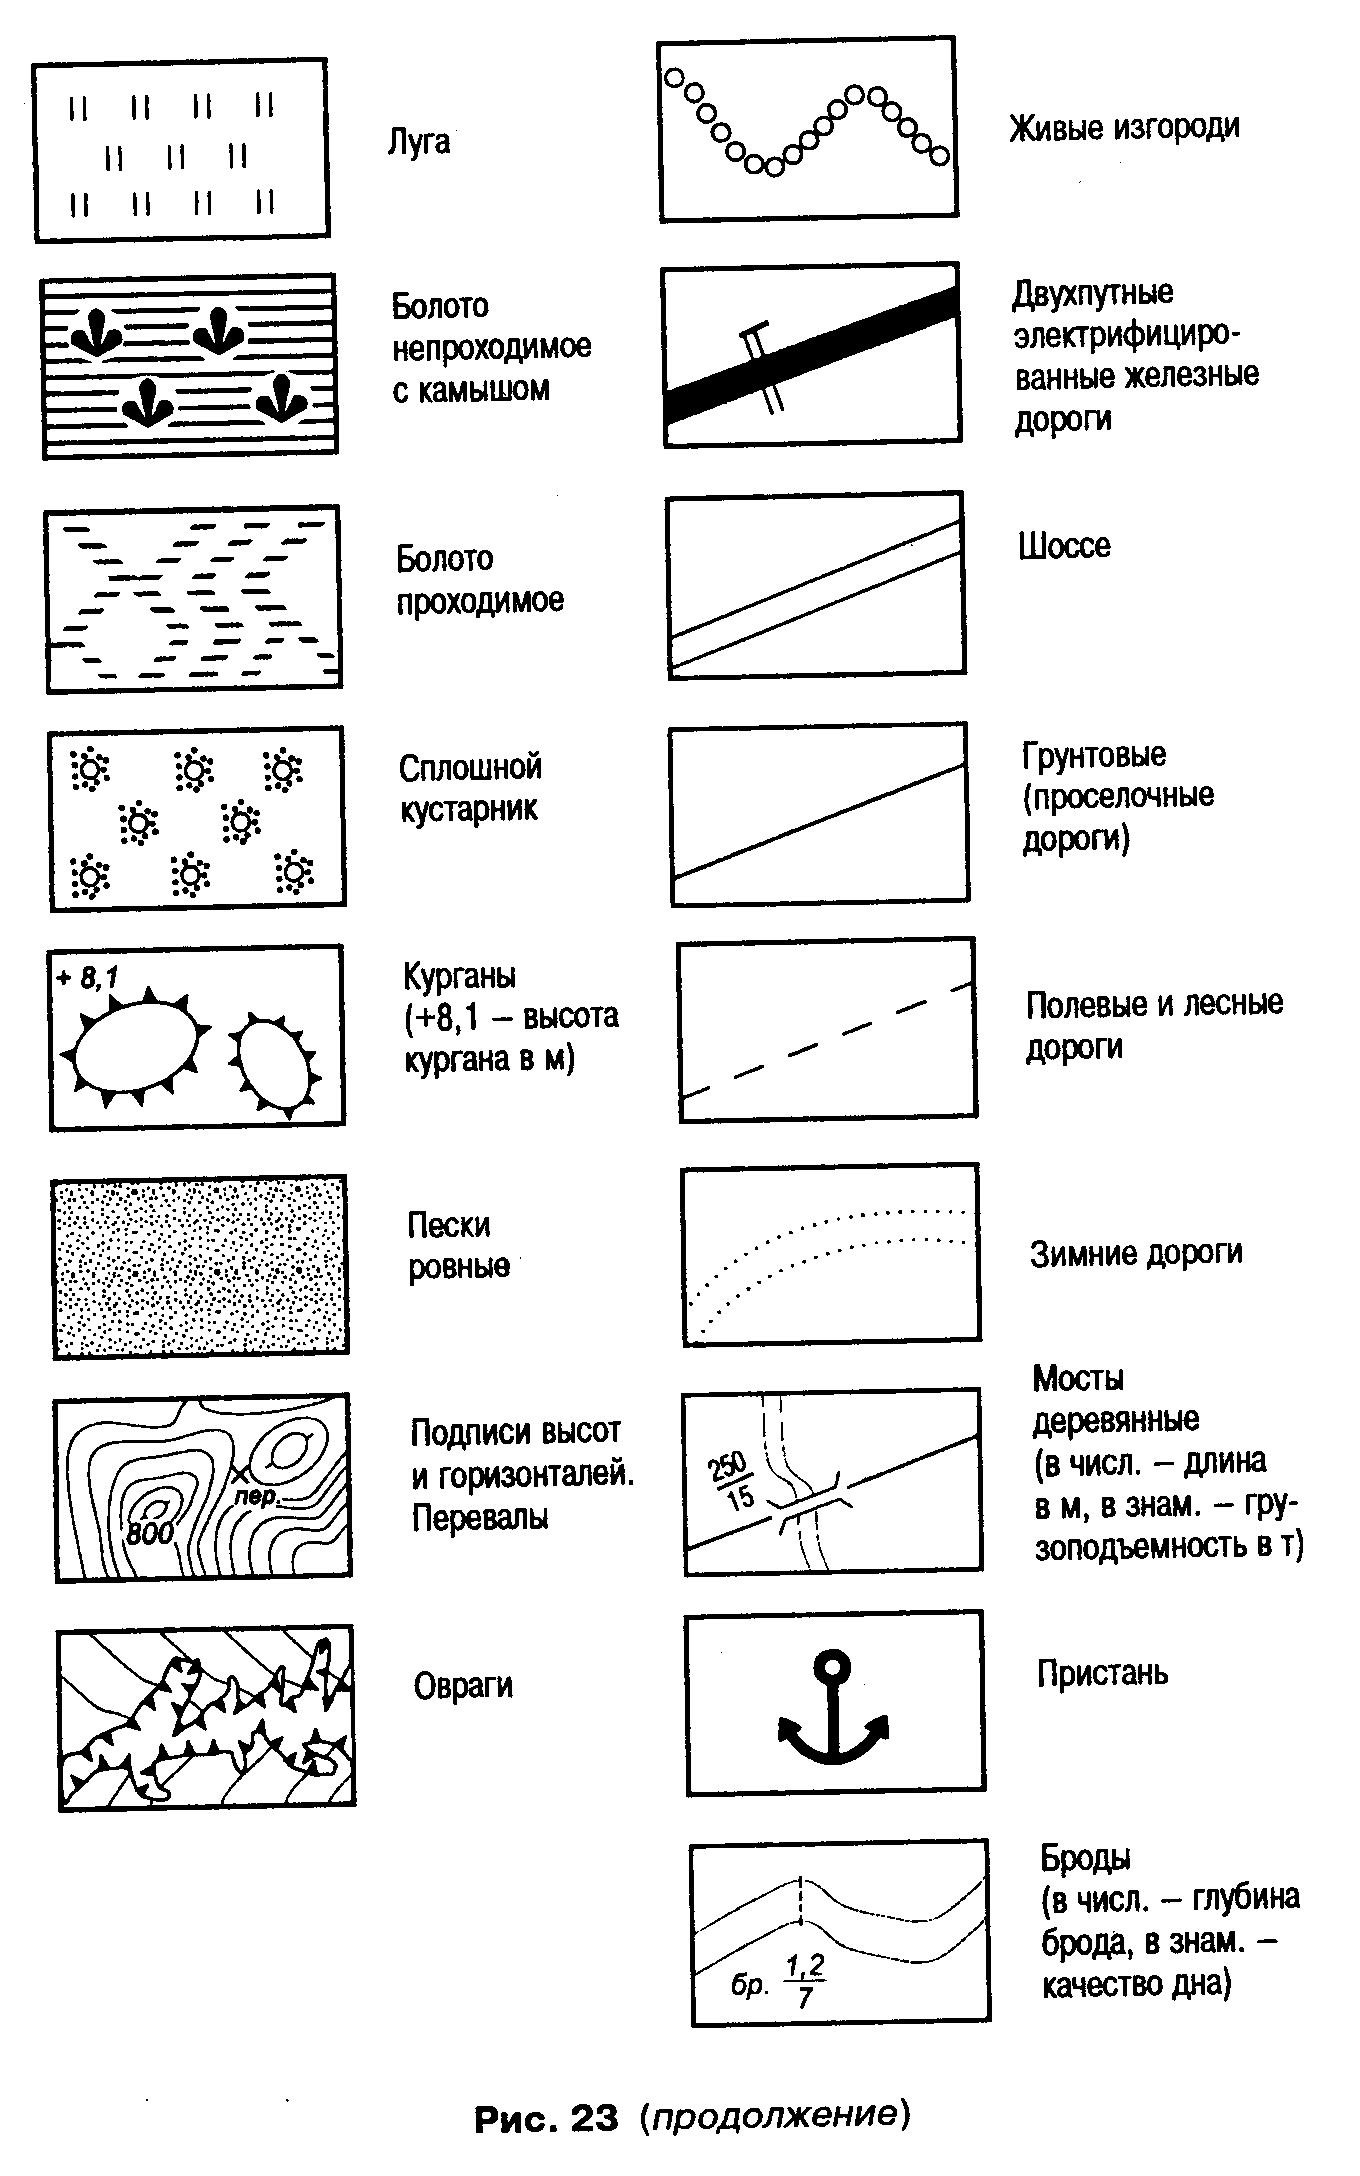 Луга
Болото
непроходимое
с камышом
Болото
проходимое
Сплошной
кустарник
+ 8,1
Курганы
(+8,1 – высота
кургана в м)
Пески
ровные
пер.
800
Подписи высот
и горизонталей.
Перевалы
Овраги
Живые изгороди
Двухпутные
электрифициро-
ванные железные
дороги
Шоссе
Грунтовые
(проселочные
дороги)
Полевые и лесные
дороги
Зимние дороги
250
15
Мосты
деревянные
(в числ. – длина
в м, в знам. – гру-
зоподъемность в т)
Пристань
бр. 1,2
7
Броды
(в числ. – глубина
брода, в знам. –
качество дна)
Рис. 23 (продолжение)